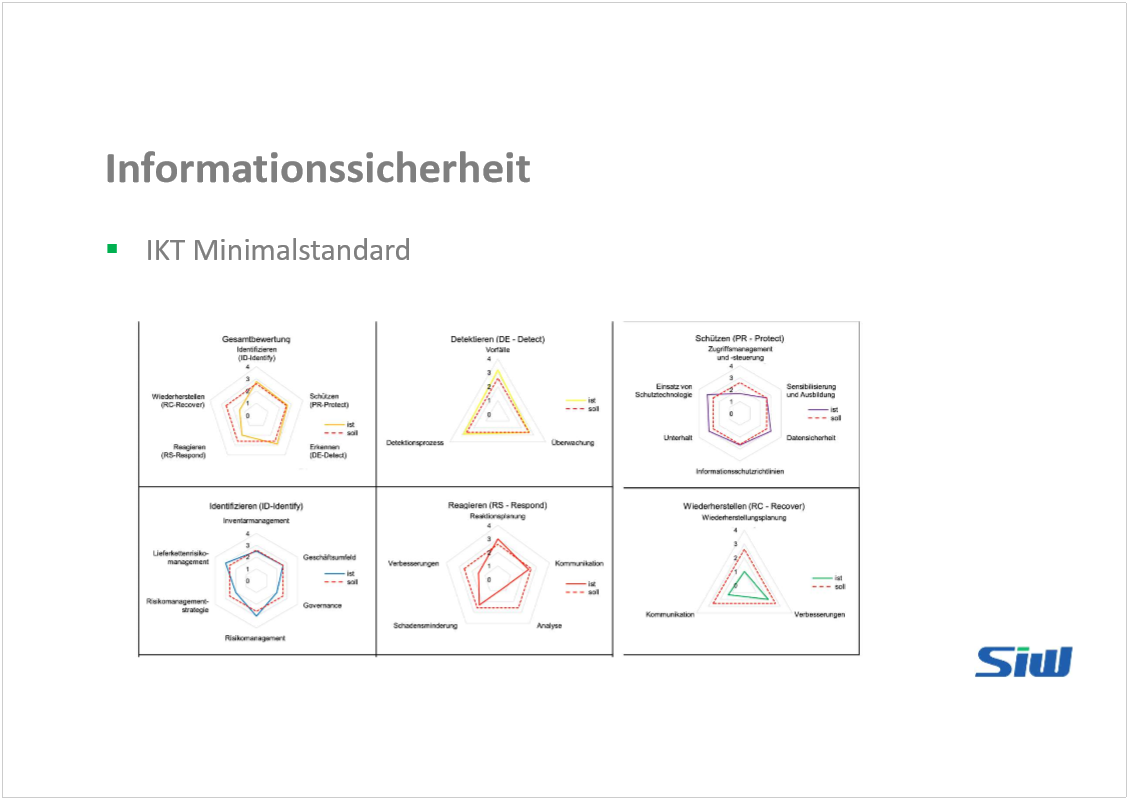 Informationssicherheit
IKT Minimalstandard
Gesamtbewertung
Identifizieren
(ID-Identify)
4
3
2
1
0
Wiederherstellen
(RC-Recover)
Schützen
(PR-Protect)
ist
soll
Reagieren
(RS-Respond)
Erkennen
(DE-Detect)
Detektieren (DE - Detect)
Vorfälle
4
3
2
1
0
ist
soll
Detektionsprozess
Überwachung
Schützen (PR - Protect)
Zugriffsmanagement
und -steuerung
4
3
2
1
0
Einsatz von
Schutztechnologie
Sensibilisierung
und Ausbildung
ist
soll
Unterhalt
Datensicherheit
Informationsschutzrichtlinien
Identifizieren (ID-Identify)
Inventarmanagement
4
3
2
1
0
Lieferkettenrisiko-
management
Geschäftsumfeld
ist
soll
Risikomanagement-
strategie
Governance
Risikomanagement
Reagieren (RS - Respond)
Reaktionsplanung
4
3
2
1
0
Verbesserungen
Kommunikation
ist
soll
Schadensminderung
Analyse
Wiederherstellen (RC - Recover)
Wiederherstellungsplanung
4
3
2
1
0
ist
soll
Kommunikation
Verbesserungen
SiW